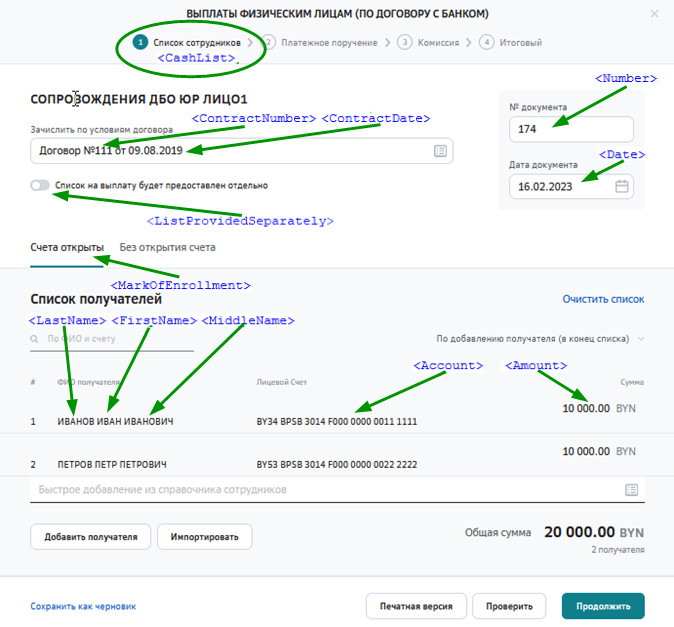 ВЫПЛАТЫ ФИЗИЧЕСКИМ ЛИЦАМ (ПО ДОГОВОРУ С БАНКОМ)
1 Список сотрудников 2 Платежное поручение 3 Комиссия 4 Итоговый
<CashList>
<Number>
СОПРОВОЖДЕНИЯ ДБО ЮР ЛИЦО1
№ документа
<ContractNumber> <ContractDate>
174
Зачислить по условиям договора
Договор №111 от 09.08.2019
<Date>
Дата документа
Список на выплату будет предоставлен отдельно
16.02.2023
<ListProvidedSeparately>
Счета открыты Без открытия счета
<MarkOfEnrollment>
Список получателей Очистить список
<LastName> <FirstName> <MiddleName>
По ФИО и счету По добавлению получателя (в конец списка)
<Account> <Amount>
# ФИО получателя Лицевой Счет Сумма
1 ИВАНОВ ИВАН ИВАНОВИЧ BY34 BPSB 3014 F000 0000 0011 1111 10 000.00 BYN
2 ПЕТРОВ ПЕТР ПЕТРОВИЧ BY53 BPSB 3014 F000 0000 0022 2222 10 000.00 BYN
Быстрое добавление из справочника сотрудников
Добавить получателя Импортировать Общая сумма 20 000.00 BYN
2 получателя
Сохранить как черновик Печатная версия Проверить Продолжить